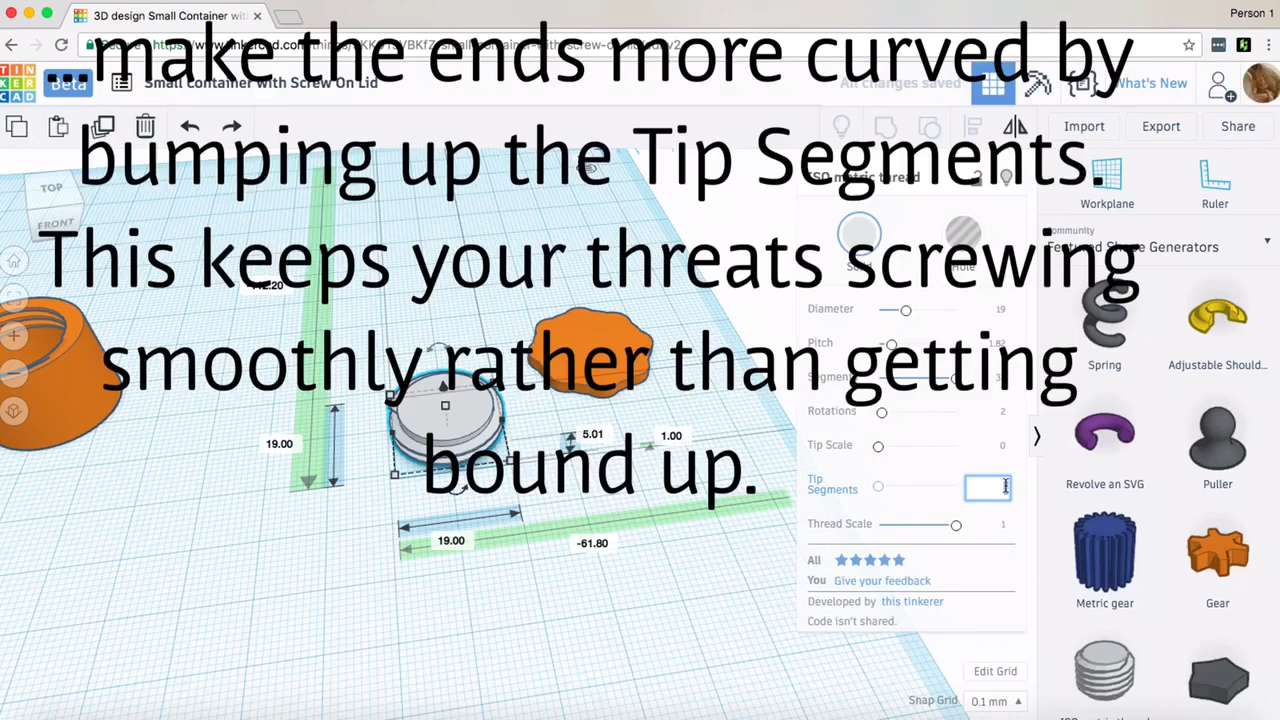 3D design Small Container wit
Person 1
Beta
Small Container with Screw On Lid
All changes saved
What's New
...make the ends more curved by
bumping up the Tip Segments.
This keeps your threats screwing
smoothly rather than getting
bound up.
Import
Export
Share
TOP
FRONT
ISO metric thread
Workplane
Ruler
Featured Shape Generators
Diameter
19
Pitch
Rotations
2
Tip Scale
0
Tip
Segments
Thread Scale
1
All
You
Give your feedback
Developed by this tinkerer
Code isn't shared.
19.00
5.01
1.00
19.00
-61.80
Spring
Adjustable Should...
Revolve an SVG
Puller
Metric gear
Gear
Edit Grid
Snap Grid
0.1 mm